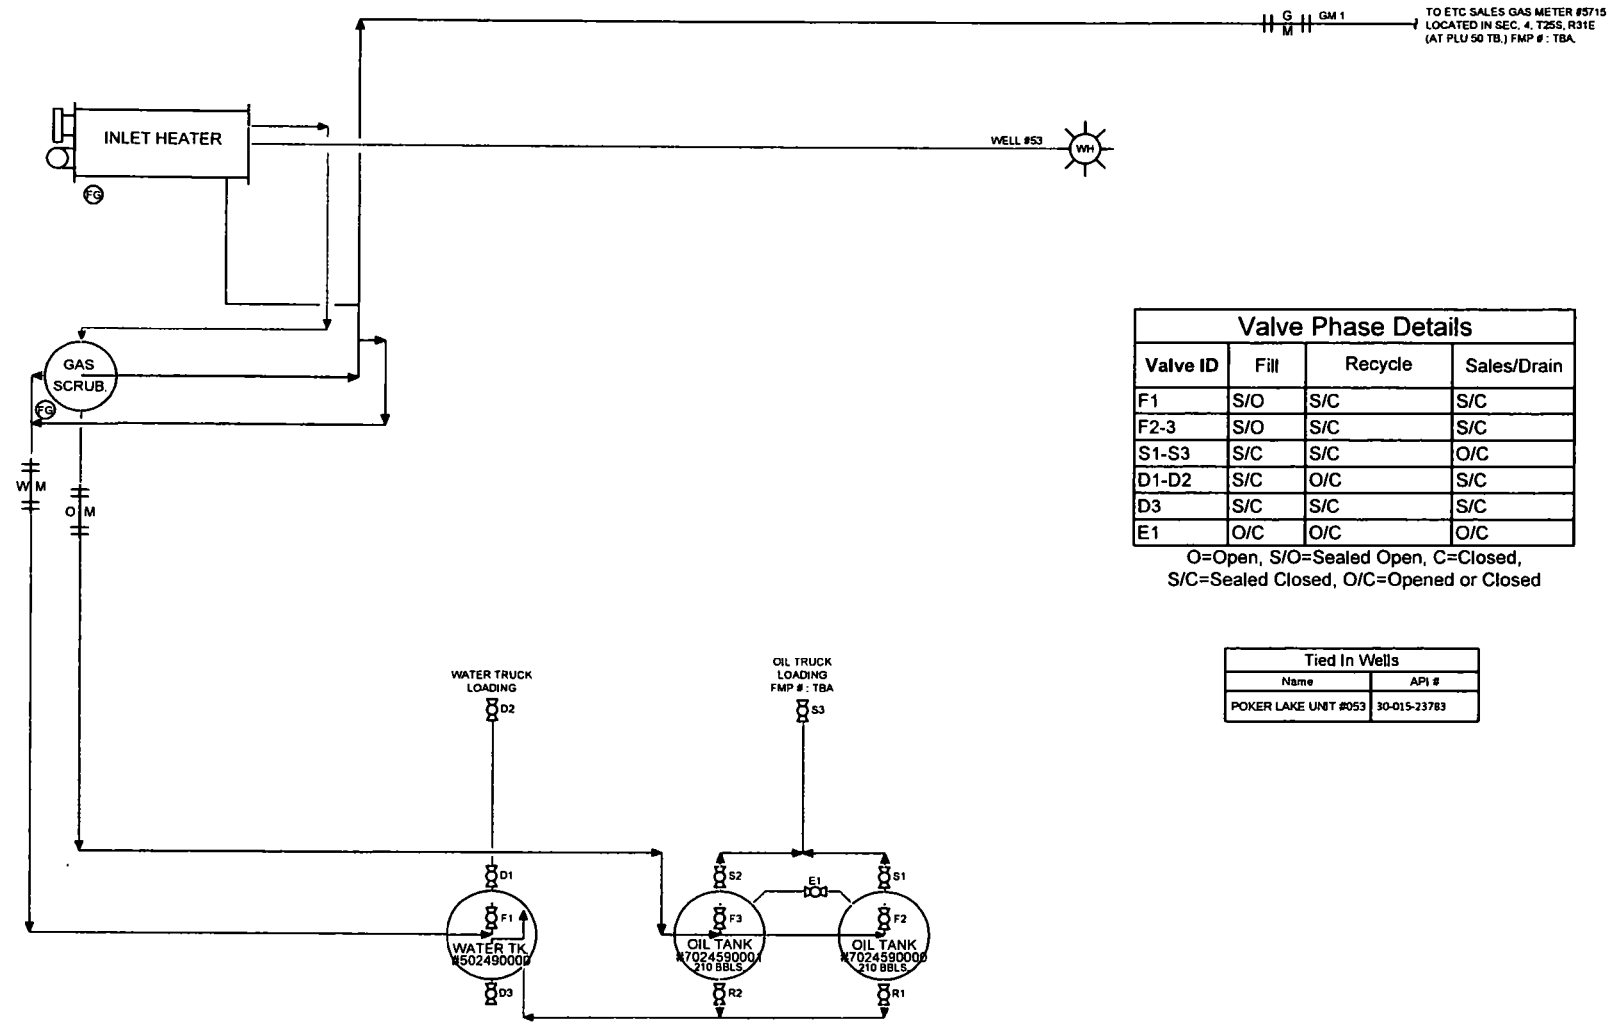 TO ETC SALES GAS METER #5715
LOCATED IN SEC. 4, T25S, R31E
(AT PLU 50 TB.) FMP # : TBA.
G
M
GM 1
INLET HEATER
FG
WELL #53
WH
GAS
SCRUB.
FG
W M
O M
Valve Phase Details
Valve ID Fill Recycle Sales/Drain
F1 S/O S/C S/C
F2-3 S/O S/C S/C
S1-S3 S/C S/C O/C
D1-D2 S/C O/C S/C
D3 S/C S/C S/C
E1 O/C O/C O/C
O=Open, S/O=Sealed Open, C=Closed,
S/C=Sealed Closed, O/C=Opened or Closed
Tied In Wells
Name API #
POKER LAKE UNIT #053 30-015-23783
WATER TRUCK
LOADING
D2
OIL TRUCK
LOADING
FMP # : TBA
S3
D1
S2
E1
S1
F1
F3
F2
WATER TK.
#502490000
OIL TANK
#7024590001
210 BBLS.
OIL TANK
#7024590000
210 BBLS.
D3
R2
R1